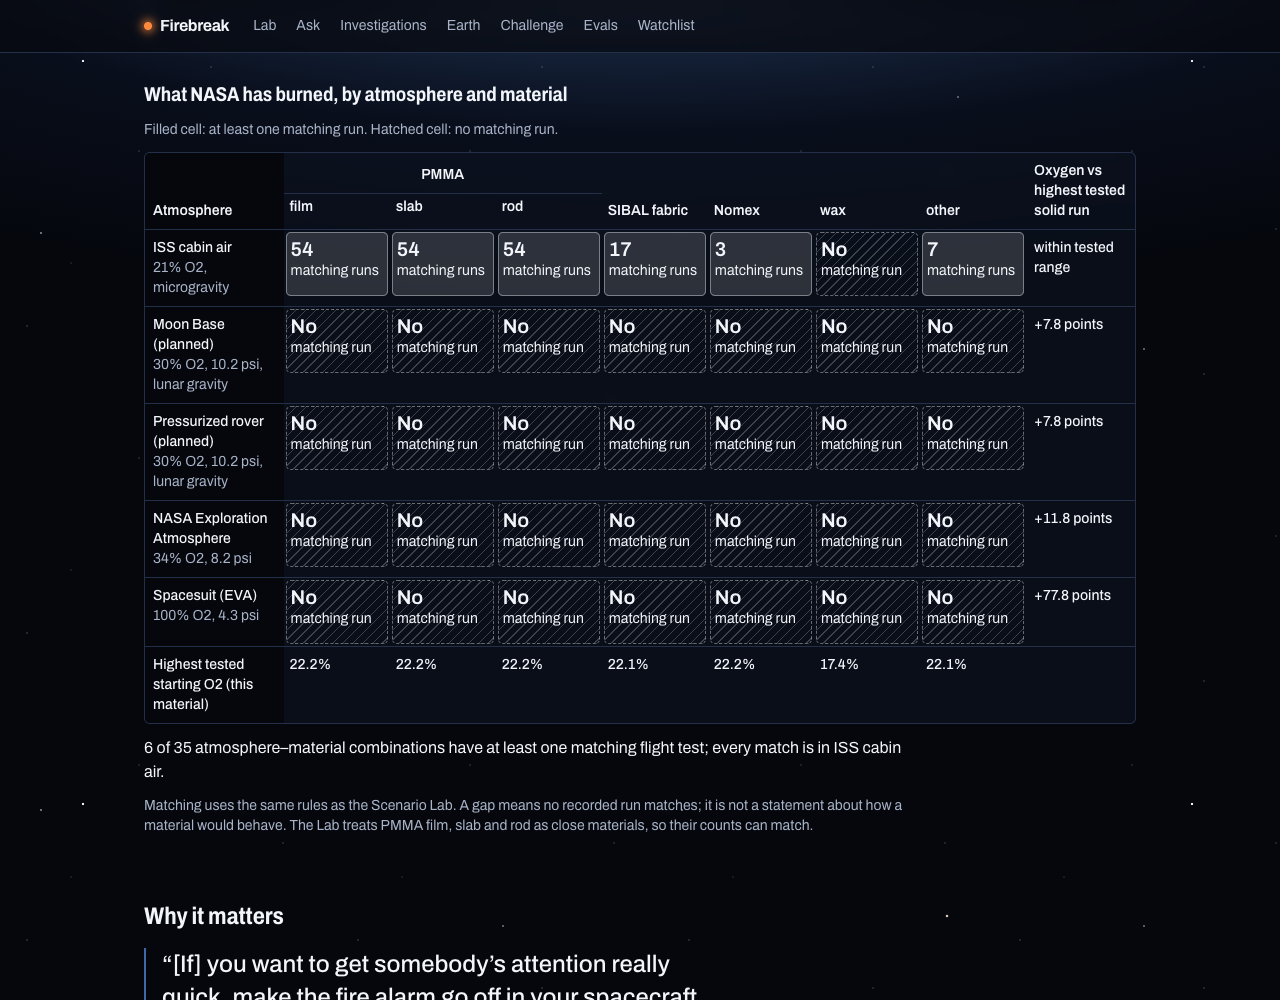 Firebreak Lab Ask Investigations Earth Challenge Evals Watchlist
What NASA has burned, by atmosphere and material
Filled cell: at least one matching run. Hatched cell: no matching run.
PMMA
Oxygen vs
highest tested
solid run
Atmosphere film slab rod SIBAL fabric Nomex wax other
ISS cabin air
21% O2,
microgravity
54 54 54 17 3 No 7
matching runs matching runs matching runs matching runs matching runs matching run matching runs
within tested
range
Moon Base
(planned)
30% O2, 10.2 psi,
lunar gravity
No No No No No No No
matching run matching run matching run matching run matching run matching run matching run
+7.8 points
Pressurized rover
(planned)
30% O2, 10.2 psi,
lunar gravity
No No No No No No No
matching run matching run matching run matching run matching run matching run matching run
+7.8 points
NASA Exploration
Atmosphere
34% O2, 8.2 psi
No No No No No No No
matching run matching run matching run matching run matching run matching run matching run
+11.8 points
Spacesuit (EVA)
100% O2, 4.3 psi
No No No No No No No
matching run matching run matching run matching run matching run matching run matching run
+77.8 points
Highest tested
starting O2 (this
material)
22.2% 22.2% 22.2% 22.1% 22.2% 17.4% 22.1%
6 of 35 atmosphere–material combinations have at least one matching flight test; every match is in ISS cabin
air.
Matching uses the same rules as the Scenario Lab. A gap means no recorded run matches; it is not a statement about how a
material would behave. The Lab treats PMMA film, slab and rod as close materials, so their counts can match.
Why it matters
“[If] you want to get somebody’s attention really
quick, make the fire alarm go off in your spacecraft